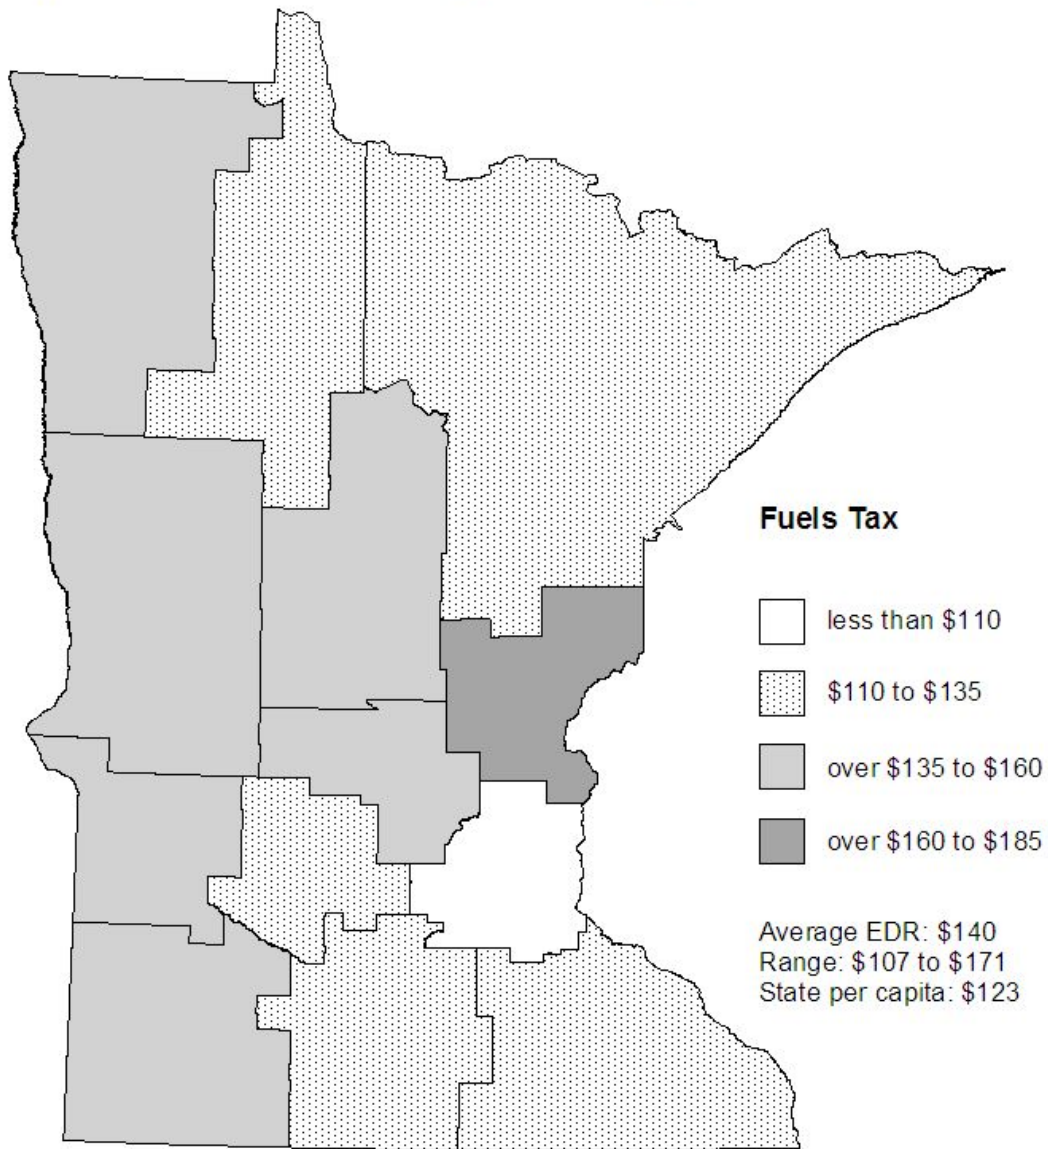 Fuels Tax
less than $110
$110 to $135
over $135 to $160
over $160 to $185
Average EDR: $140
Range: $107 to $171
State per capita: $123